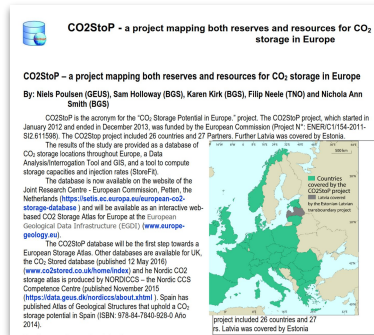 CO2StoP - a project mapping both reserves and resources for CO₂
storage in Europe
CO2StoP – a project mapping both reserves and resources for CO₂ storage in Europe
By: Niels Poulsen (GEUS), Sam Holloway (BGS), Karen Kirk (BGS), Filip Neele (TNO) and Nichola Ann
Smith (BGS)
CO2StoP is the acronym for the “CO₂ Storage Potential in Europe.” project. The CO2StoP project, which started in
January 2012 and ended in December 2013, was funded by the European Commission (Project N°: ENER/C1/154-2011-
SI2.611598). The CO2Stop project included 26 countries and 27 Partners. Further Latvia was covered by Estonia.
The results of the study are provided as a database of
CO₂ storage locations throughout Europe, a Data
Analysis/Interrogation Tool and GIS, and a tool to compute
storage capacities and injection rates (StoreFit).
The database is now available on the website of the
Joint Research Centre - European Commission, Petten, the
Netherlands (https://setis.ec.europa.eu/european-co2-
storage-database ) and will be available as an interactive web-
based CO2 Storage Atlas for Europe at the European
Geological Data Infrastructure (EGDI) (www.europe-
geology.eu).
The CO2StoP database will be the first step towards a
European Storage Atlas. Other databases are available for UK,
the CO₂ Stored database (published 12 May 2016)
(www.co2stored.co.uk/home/index) and he Nordic CO2
storage atlas is produced by NORDICCS – the Nordic CCS
Competence Centre (published November 2015
(https://data.geus.dk/nordiccs/about.html ). Spain has
published Atlas of Geological Structures that uphold a CO₂
storage potential in Spain (ISBN: 978-84-7840-928-0 Año
2014).
500 km
Countries
covered by the
CO2StoP project
Latvia covered
by the Estonian Latvian
transboundary project
project included 26 countries and 27
rs. Latvia was covered by Estonia